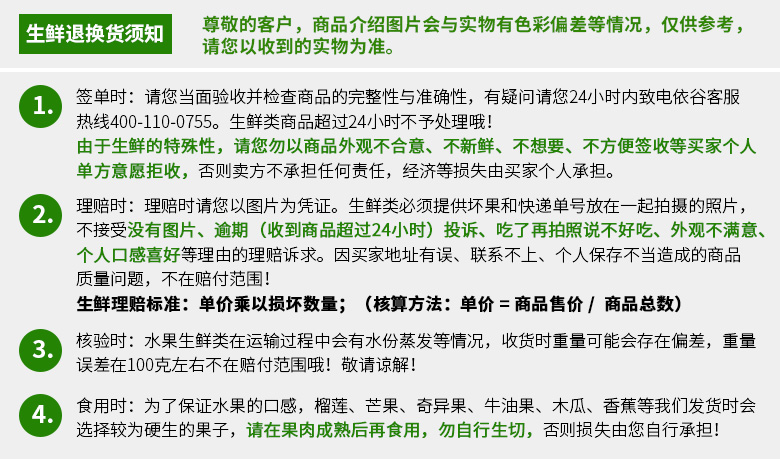 生鲜退换货须知
尊敬的客户，商品介绍图片会与实物有色彩偏差等情况，仅供参考，
请您以收到的实物为准。
1.
签单时：请您当面验收并检查商品的完整性与准确性，有疑问请您24小时内致电依谷客服
热线400-110-0755。生鲜类商品超过24小时不予处理哦！
由于生鲜的特殊性，请您勿以商品外观不合意、不新鲜、不想要、不方便签收等买家个人
单方意愿拒收，否则卖方不承担任何责任，经济等损失由买家个人承担。
2.
理赔时：理赔时请您以图片为凭证。生鲜类必须提供坏果和快递单号放在一起拍摄的照片，
不接受没有图片、逾期（收到商品超过24小时）投诉、吃了再拍照说不好吃、外观不满意、
个人口感喜好等理由的理赔诉求。因买家地址有误、联系不上、个人保存不当造成的商品
质量问题，不在赔付范围！
生鲜理赔标准：单价乘以损坏数量；（核算方法：单价 = 商品售价 / 商品总数）
3.
核验时：水果生鲜类在运输过程中会有水份蒸发等情况，收货时重量可能会存在偏差，重量
误差在100克左右不在赔付范围哦！敬请谅解！
4.
食用时：为了保证水果的口感，榴莲、芒果、奇异果、牛油果、木瓜、香蕉等我们发货时会
选择较为硬生的果子，请在果肉成熟后再食用，勿自行生切，否则损失由您自行承担！